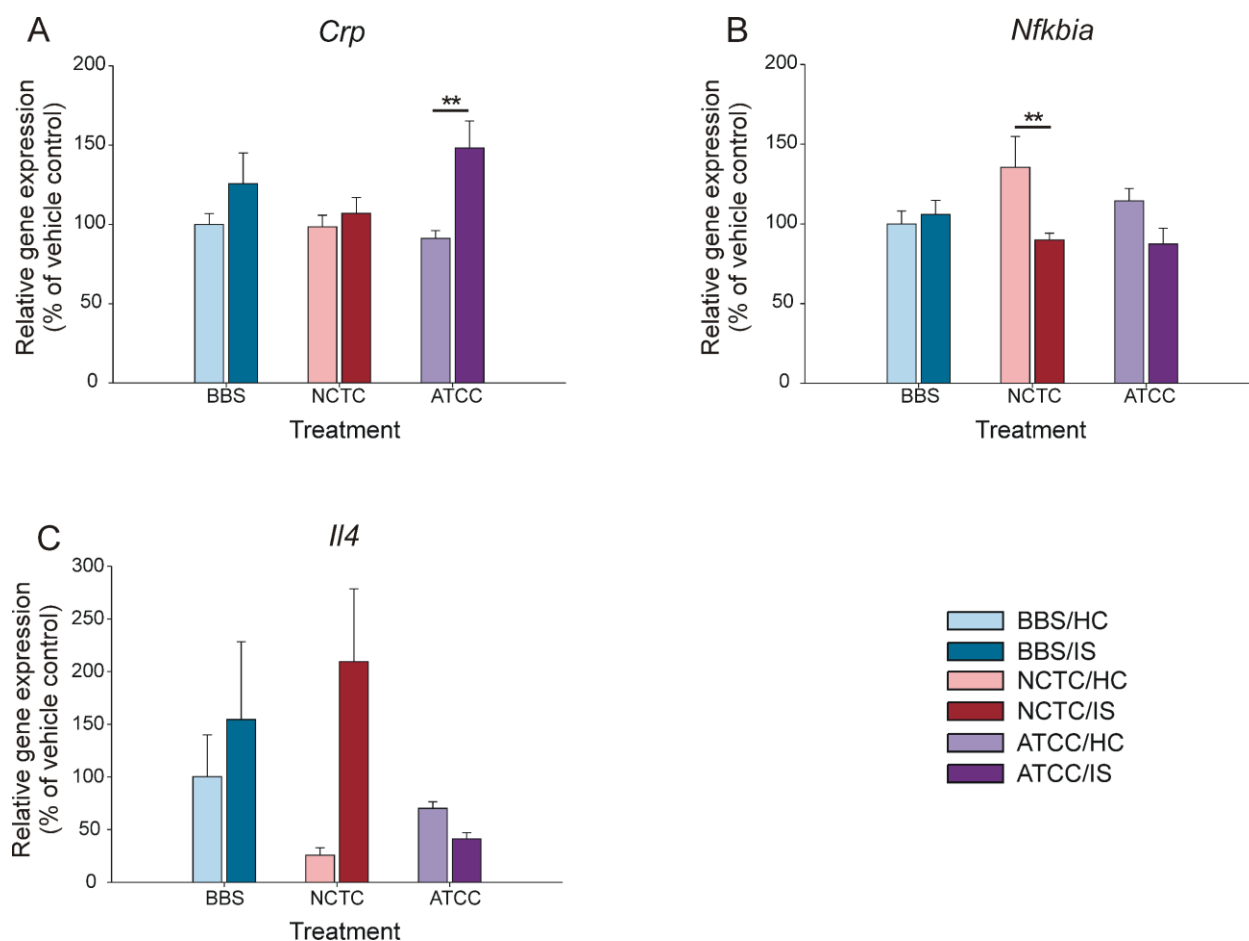 A
Crp
Relative gene expression
(% of vehicle control)
200
150
100
50
0
**
BBS
NCTC
ATCC
Treatment
B
Nfkbia
Relative gene expression
(% of vehicle control)
200
150
100
50
0
**
BBS
NCTC
ATCC
Treatment
C
Il4
Relative gene expression
(% of vehicle control)
300
250
200
150
100
50
0
BBS
NCTC
ATCC
Treatment
BBS/HC
BBS/IS
NCTC/HC
NCTC/IS
ATCC/HC
ATCC/IS